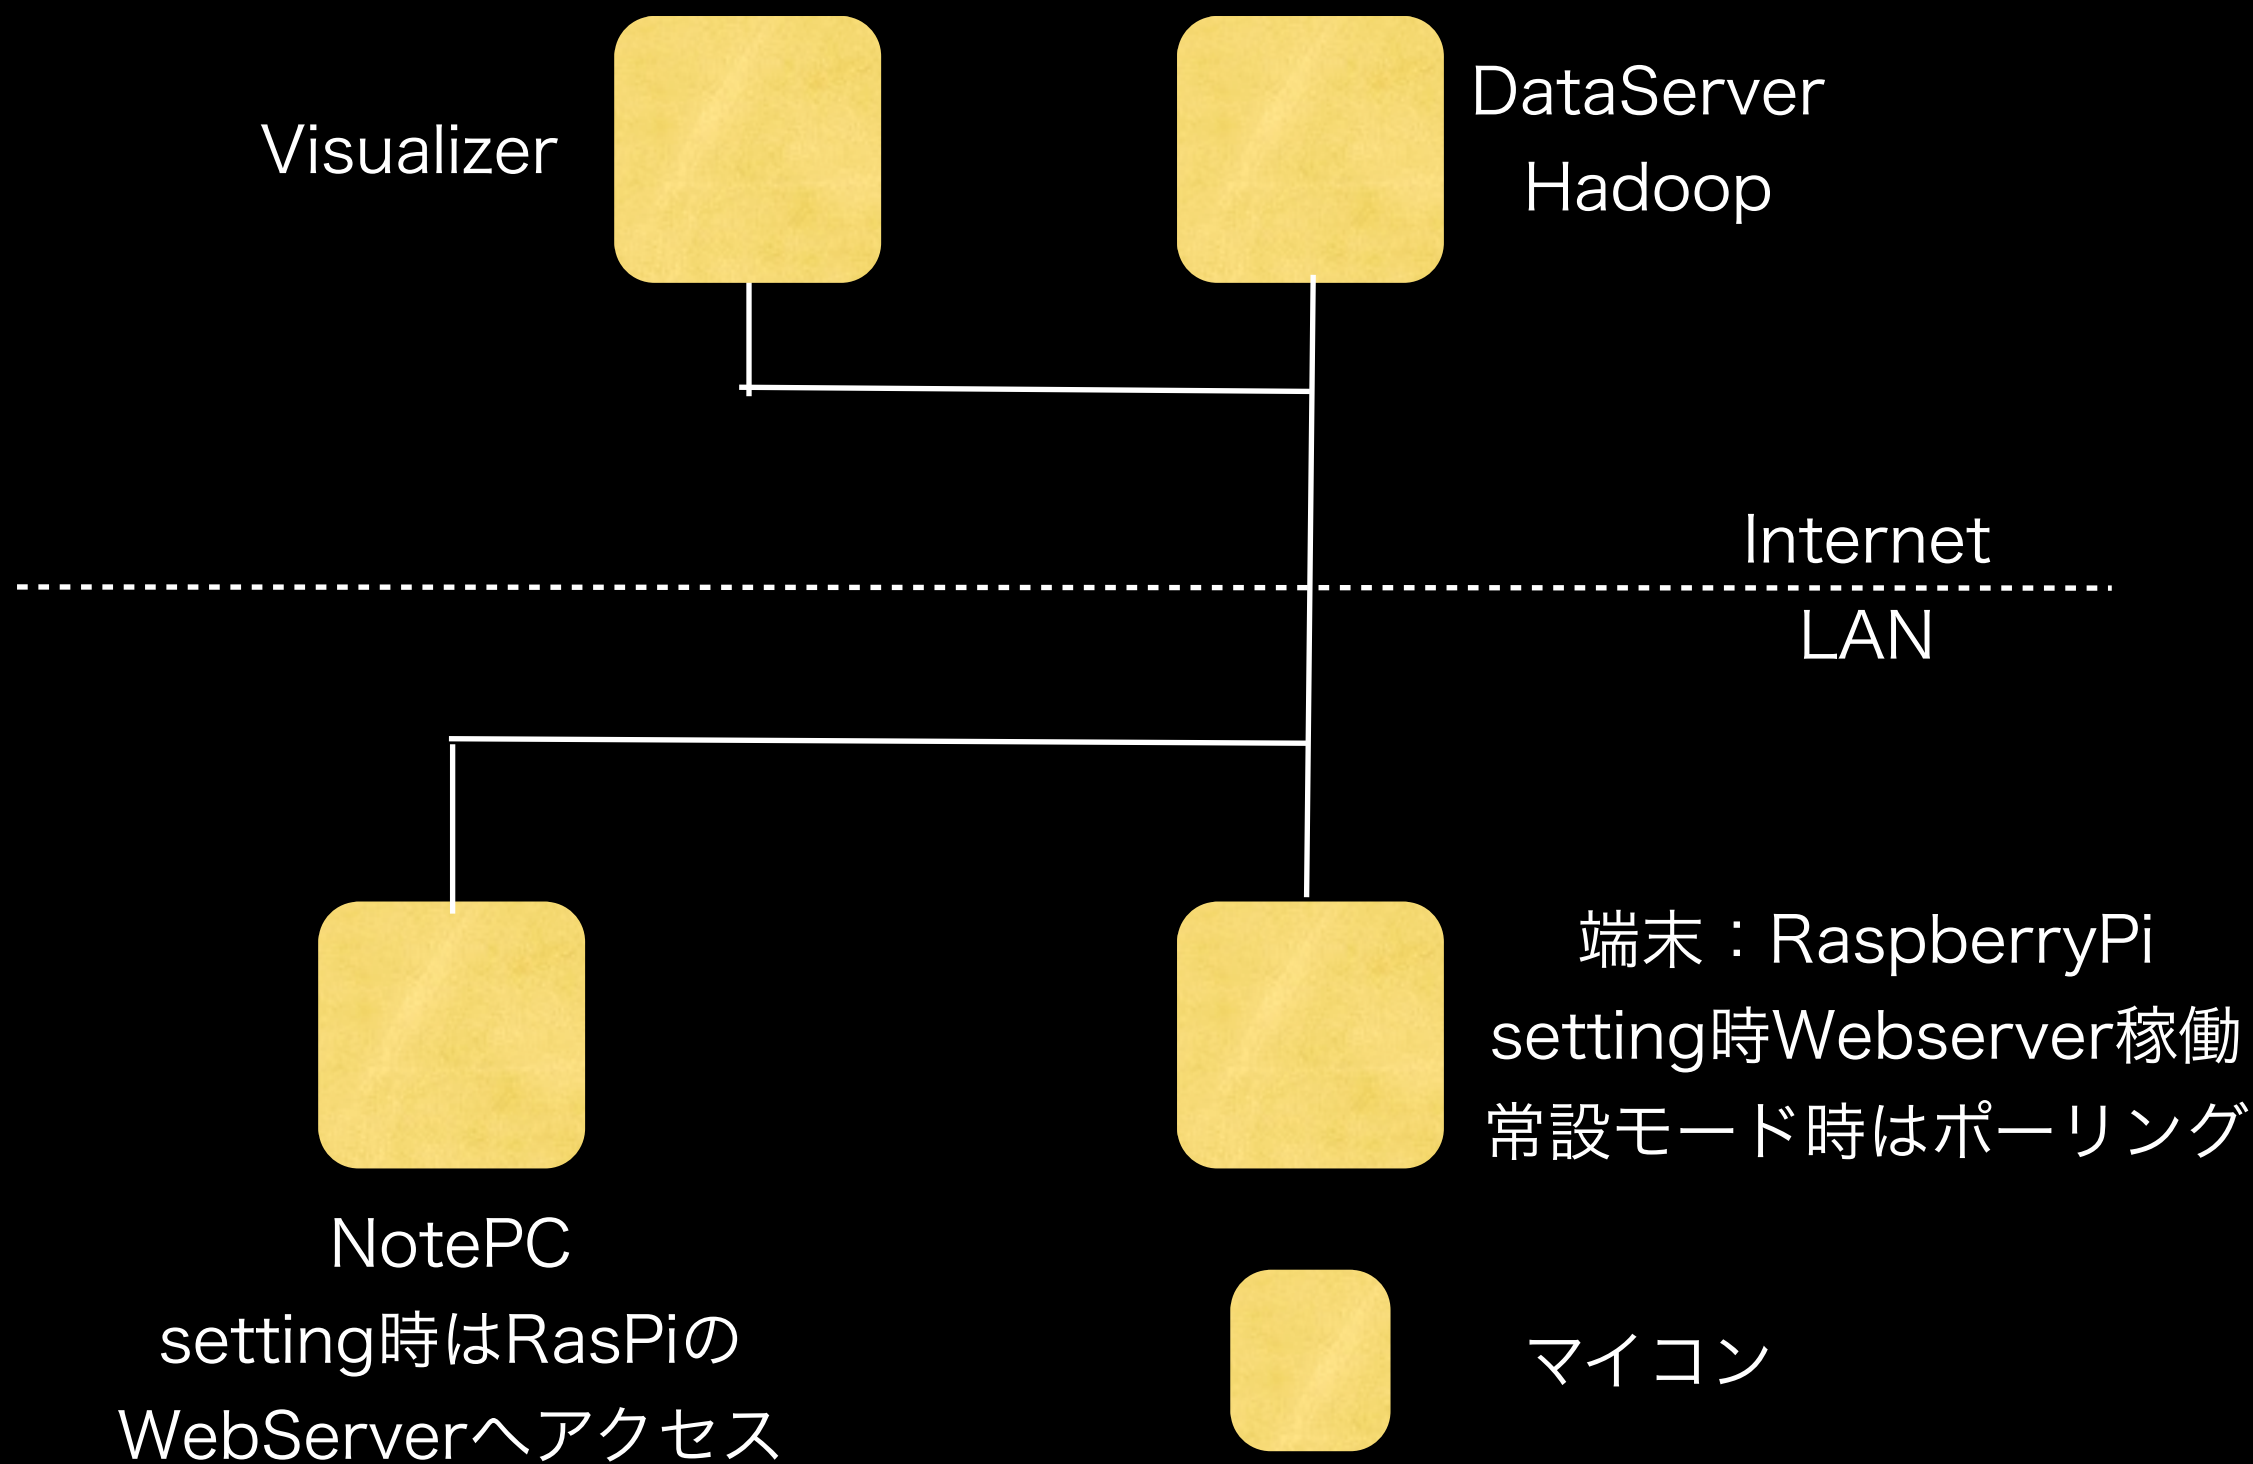 Visualizer
DataServer
Hadoop
Internet
LAN
端末：RaspberryPi
setting時Webserver稼働
常設モード時はポーリング
NotePC
setting時はRasPiの
WebServerへアクセス
マイコン